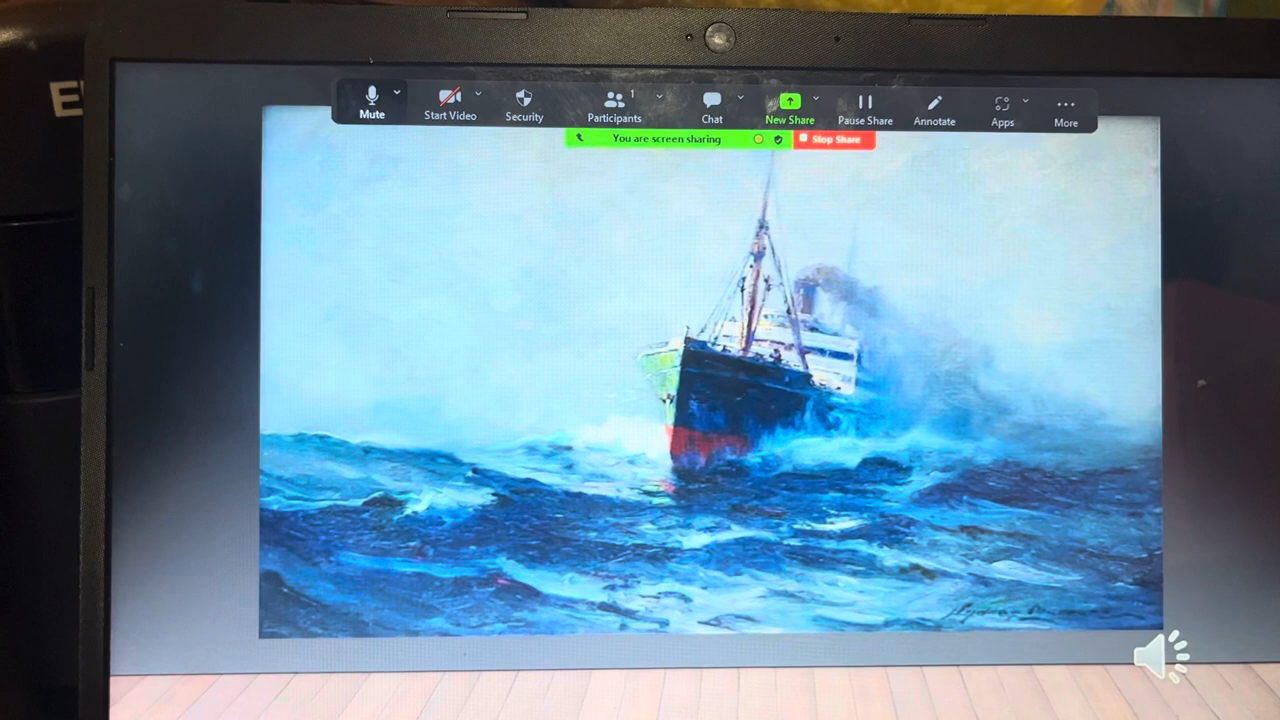 Mute
Start Video
Security
Participants
1
Chat
New Share
Pause Share
Annotate
Apps
More
You are screen sharing
Stop Share